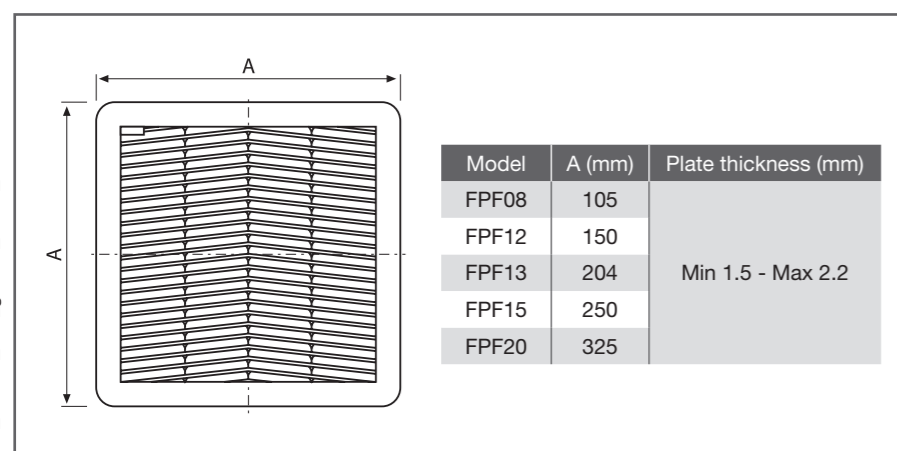 A
A
Model A (mm) Plate thickness (mm)
FPF08 105
FPF12 150
FPF13 204 Min 1.5 - Max 2.2
FPF15 250
FPF20 325